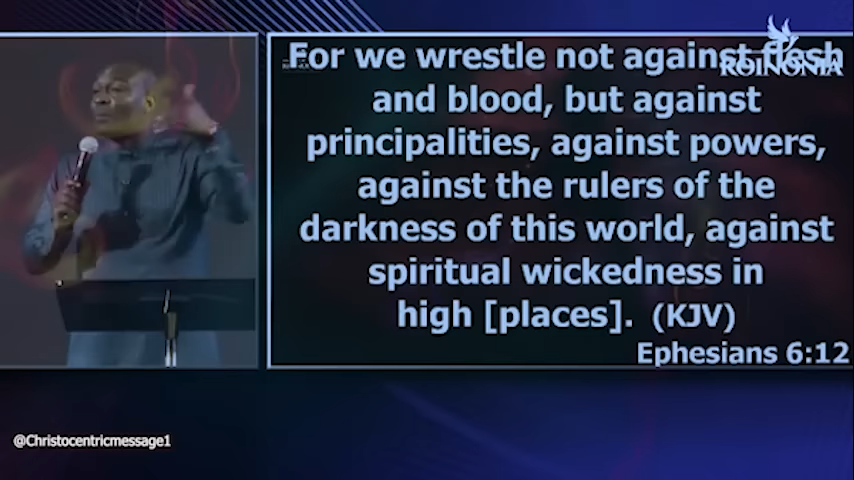 For we wrestle not against flesh
KOINONIA
and blood, but against
principalities, against powers,
against the rulers of the
darkness of this world, against
spiritual wickedness in
high [places]. (KJV)
Ephesians 6:12
@Christocentricmessage1